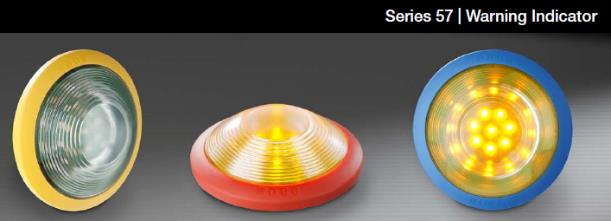 Series 57 | Warning Indicator